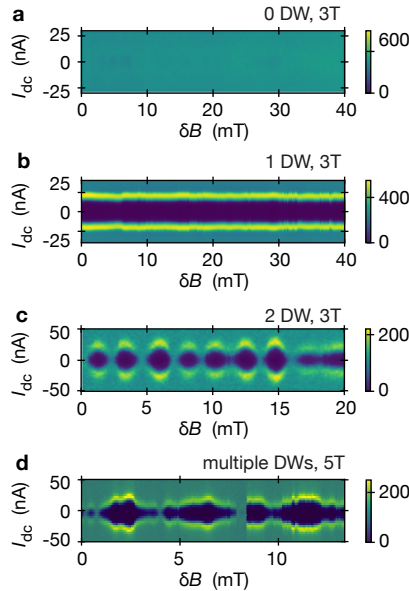 a
0 DW, 3T
I_dc (nA)
25
0
-25
0 10 20 30 40
δB (mT)
600
0
b
1 DW, 3T
I_dc (nA)
25
0
-25
0 10 20 30 40
δB (mT)
400
0
c
2 DW, 3T
I_dc (nA)
50
0
-50
0 5 10 15 20
δB (mT)
200
0
d
multiple DWs, 5T
I_dc (nA)
50
0
-50
0 5 10
δB (mT)
200
0